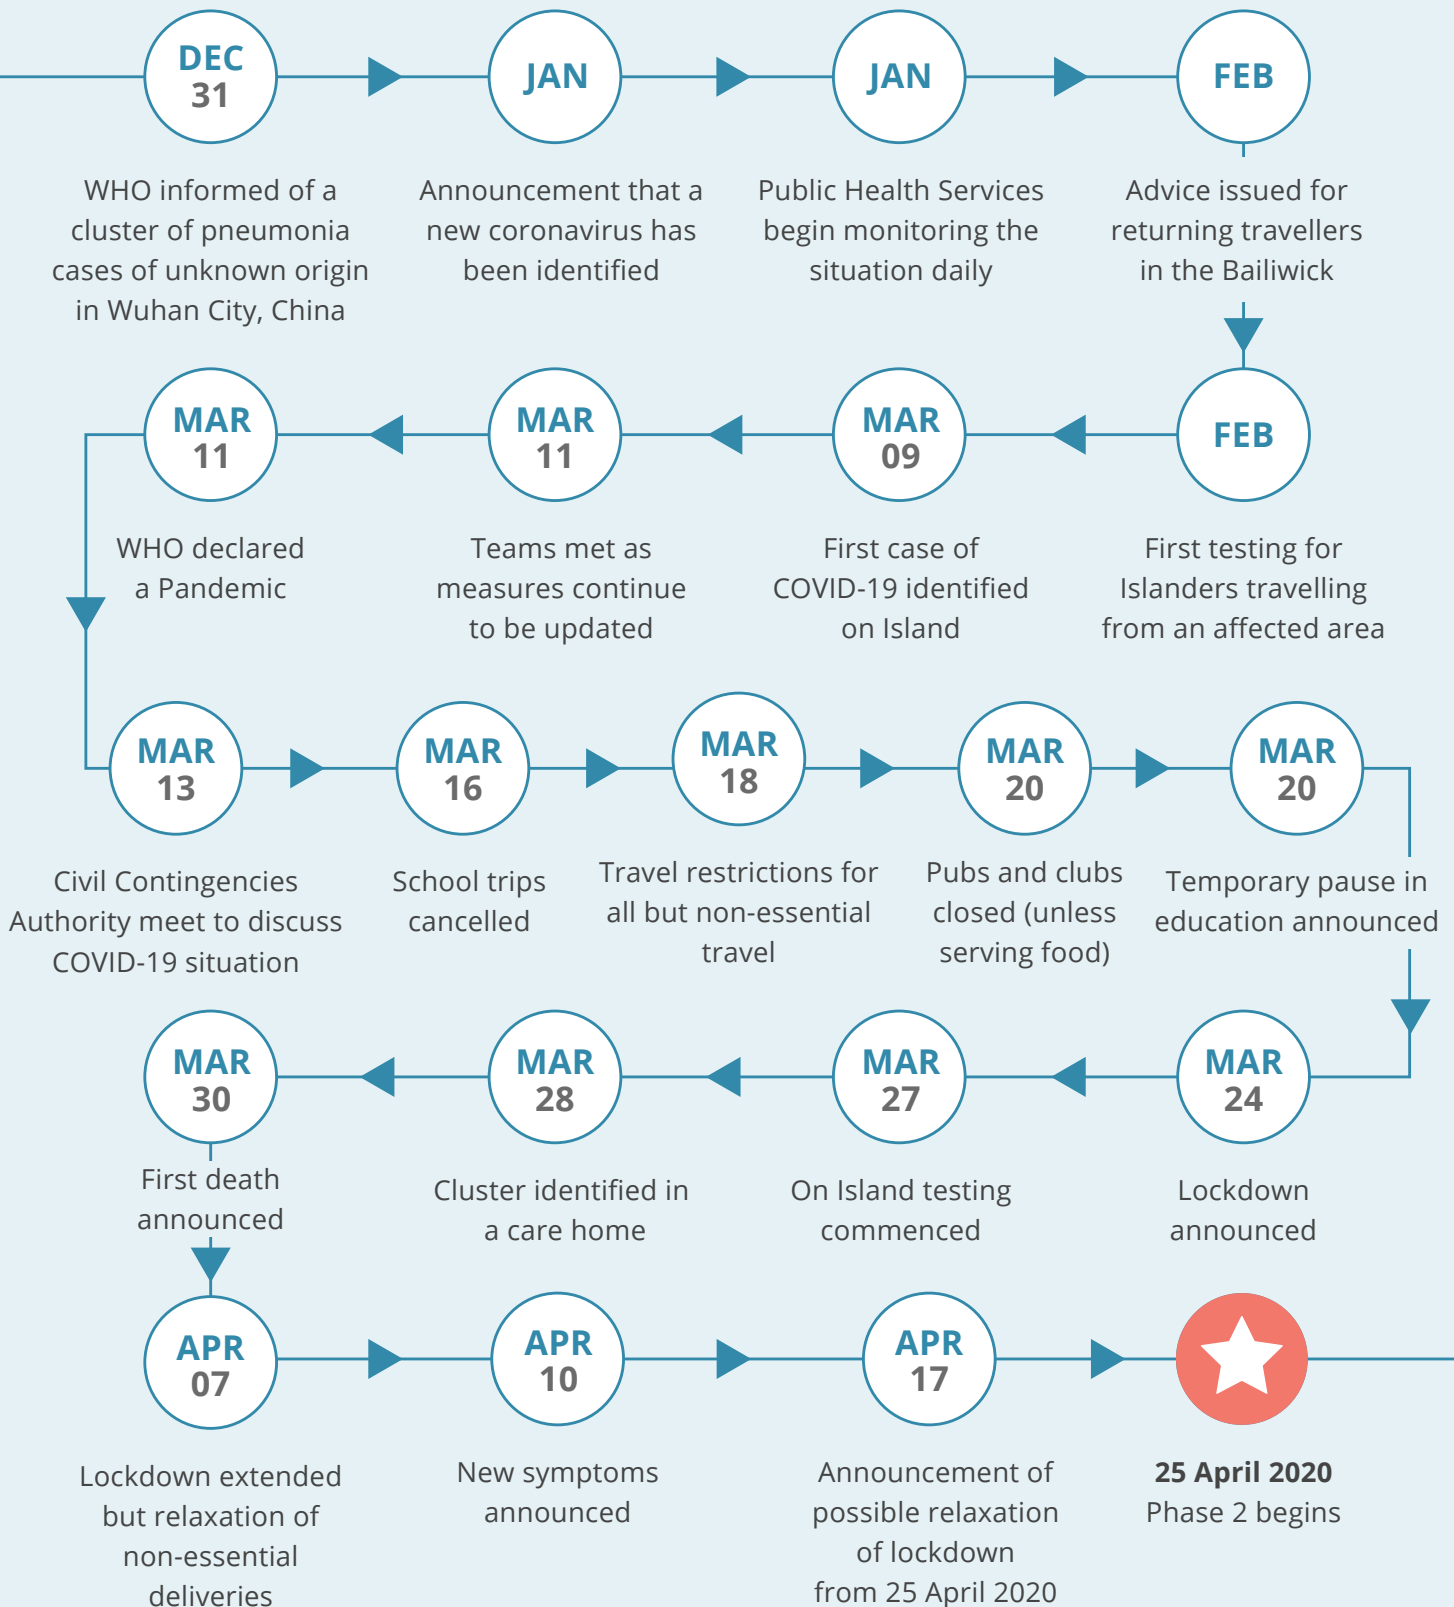 DEC
31
WHO informed of a
cluster of pneumonia
cases of unknown origin
in Wuhan City, China
JAN
Announcement that a
new coronavirus has
been identified
JAN
Public Health Services
begin monitoring the
situation daily
FEB
Advice issued for
returning travellers
in the Bailiwick
FEB
First testing for
Islanders travelling
from an affected area
MAR
09
First case of
COVID-19 identified
on Island
MAR
11
Teams met as
measures continue
to be updated
MAR
11
WHO declared
a Pandemic
MAR
13
Civil Contingencies
Authority meet to discuss
COVID-19 situation
MAR
16
School trips
cancelled
MAR
18
Travel restrictions for
all but non-essential
travel
MAR
20
Pubs and clubs
closed (unless
serving food)
MAR
20
Temporary pause in
education announced
MAR
24
Lockdown
announced
MAR
27
On Island testing
commenced
MAR
28
Cluster identified in
a care home
MAR
30
First death
announced
APR
07
Lockdown extended
but relaxation of
non-essential
deliveries
APR
10
New symptoms
announced
APR
17
Announcement of
possible relaxation
of lockdown
from 25 April 2020
25 April 2020
Phase 2 begins